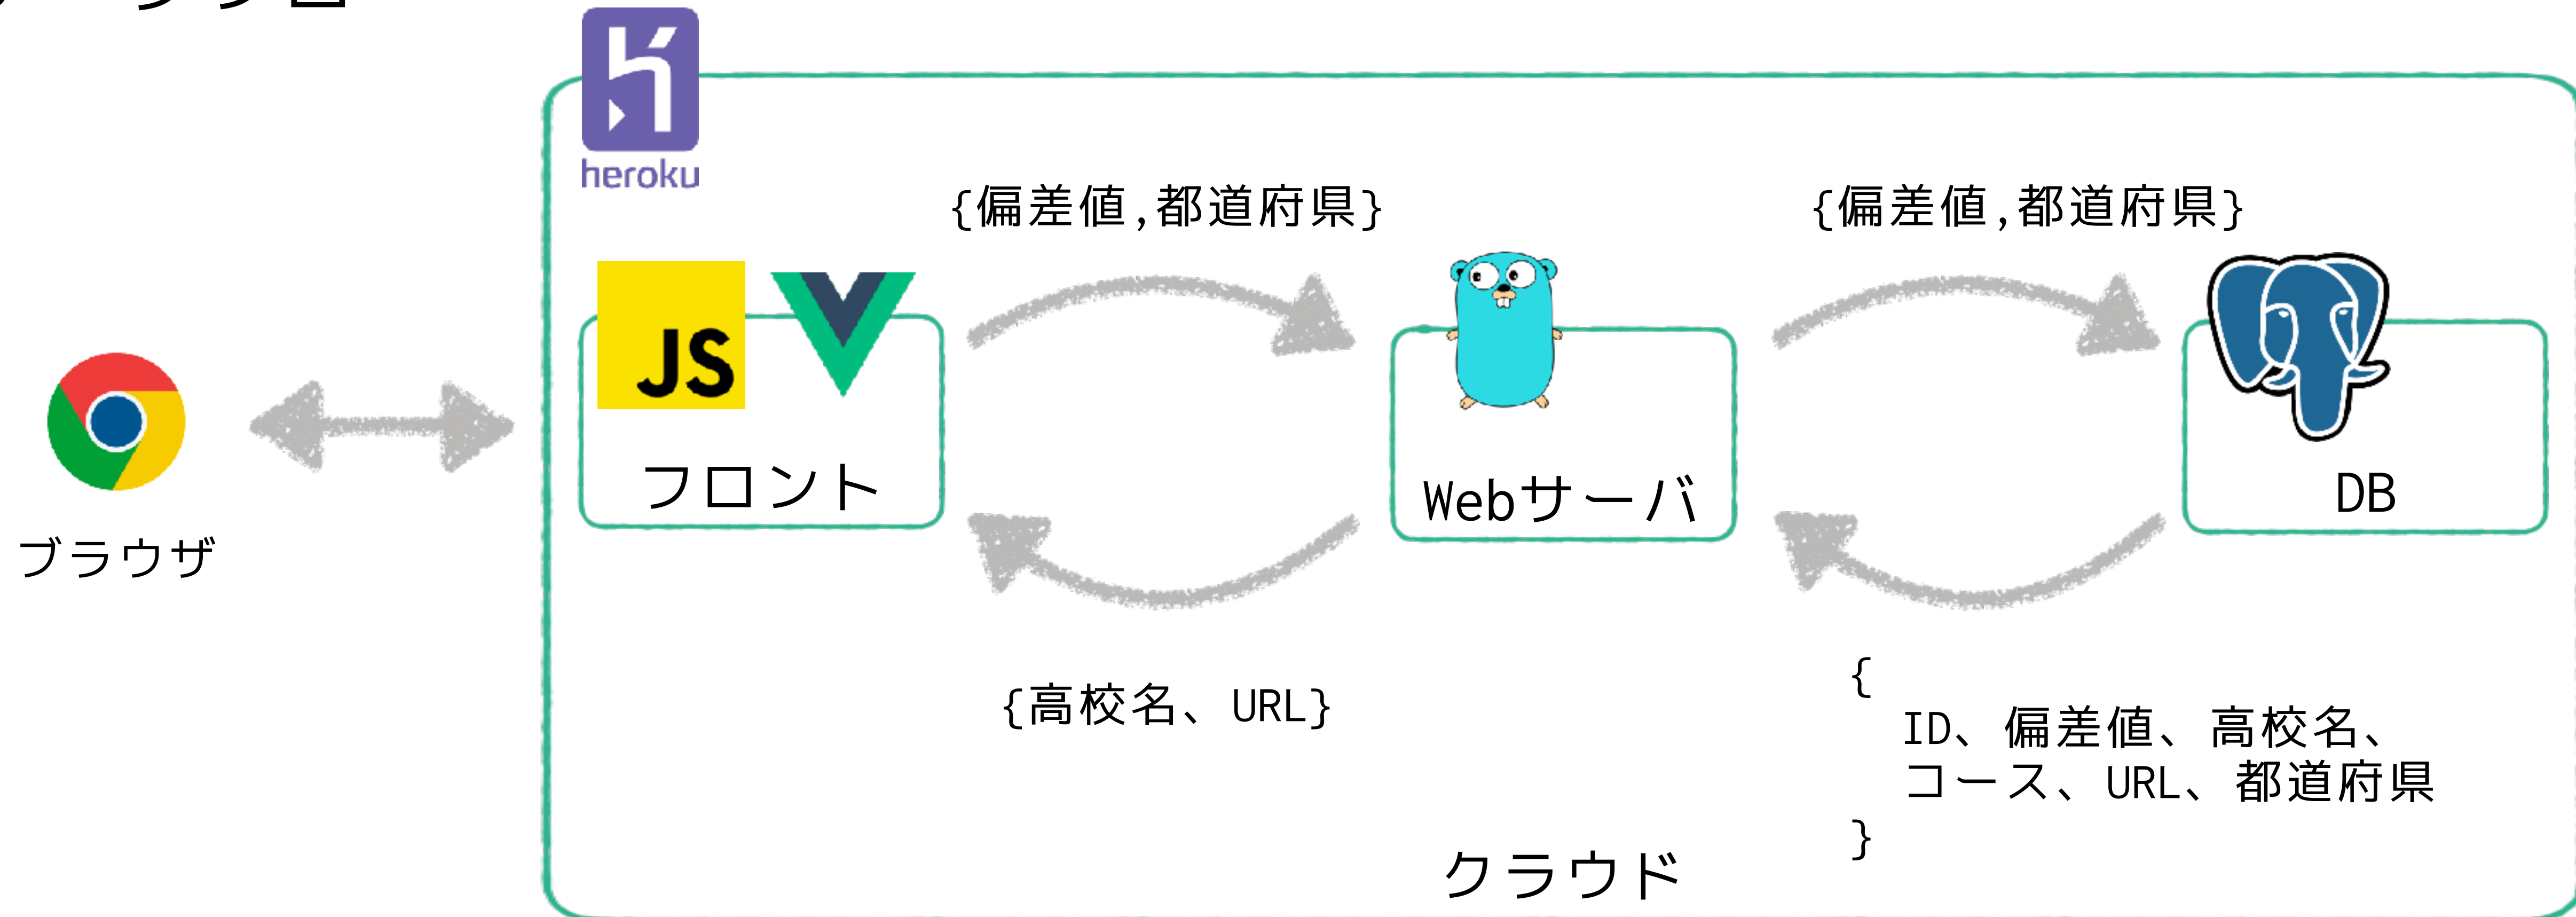 heroku
{偏差値,都道府県}
{偏差値,都道府県}
JS
フロント
Webサーバ
DB
ブラウザ
{高校名、URL}
{
ID、偏差値、高校名、
コース、URL、都道府県
}
クラウド